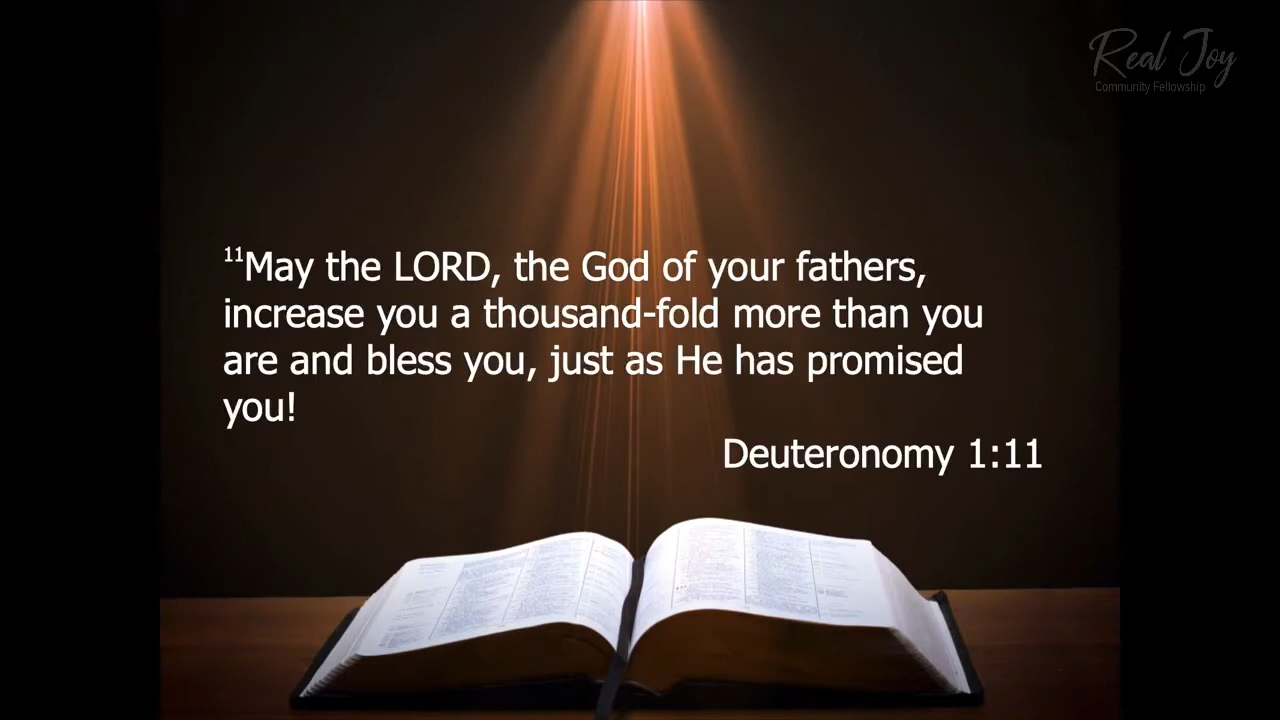 Real Joy
Community Fellowship
11May the LORD, the God of your fathers,
increase you a thousand-fold more than you
are and bless you, just as He has promised
you!
Deuteronomy 1:11